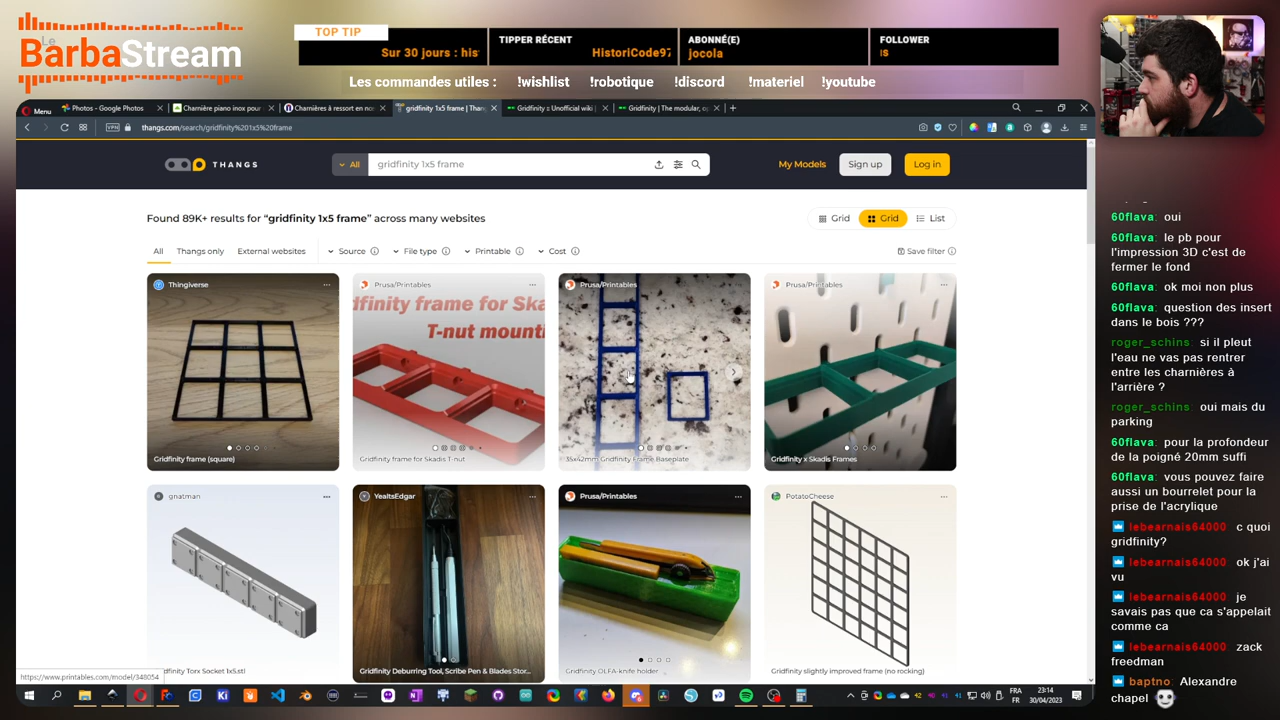 Le
BarbaStream
TOP TIP
Sur 30 jours : his
TIPPER RÉCENT
HistoriCode97
ABONNÉ(E)
jocola
FOLLOWER
Les commandes utiles : !wishlist !robotique !discord !materiel !youtube
Menu
Photos - Google Photos
Charnière piano inox pour
Charnières à ressort en no
gridfinity 1x5 frame | Than
Gridfinity x Unofficial wiki |
Gridfinity | The modular, o
VPN
thangs.com/search/gridfinity%201x5%20frame
THANGS
All
gridfinity 1x5 frame
My Models
Sign up
Log in
Found 89K+ results for “gridfinity 1x5 frame” across many websites
Grid
Grid
List
All
Thangs only
External websites
Source
File type
Printable
Cost
Save filter
Thingiverse
Gridfinity frame (square)
Prusa/Printables
dfinity frame for Ska
T-nut mounti
Gridfinity frame for Skadis T-nut
Prusa/Printables
35x42mm Gridfinity Frame Baseplate
Prusa/Printables
Gridfinity x Skadis Frames
gnatman
Gridfinity Torx Socket 1x5.stl
YealtsEdgar
Gridfinity Deburring Tool, Scribe Pen & Blades Stor...
Prusa/Printables
Gridfinity OLFA-knife holder
PotatoCheese
Gridfinity slightly improved frame (no rocking)
https://www.printables.com/model/348054
FRA
FR
23:14
30/04/2023
60flava: oui
60flava: le pb pour
l'impression 3D c'est de
fermer le fond
60flava: ok moi non plus
60flava: question des insert
dans le bois ???
roger_schins: si il pleut
l'eau ne vas pas rentrer
entre les charnières à
l'arrière ?
roger_schins: oui mais du
parking
60flava: pour la profondeur
de la poigné 20mm suffi
60flava: vous pouvez faire
aussi un bourrelet pour la
prise de l'acrylique
lebearnais64000: c quoi
gridfinity?
lebearnais64000: ok j'ai
vu
lebearnais64000: je
savais pas que ca s'appelait
comme ca
lebearnais64000: zack
freedman
baptno: Alexandre
chapel